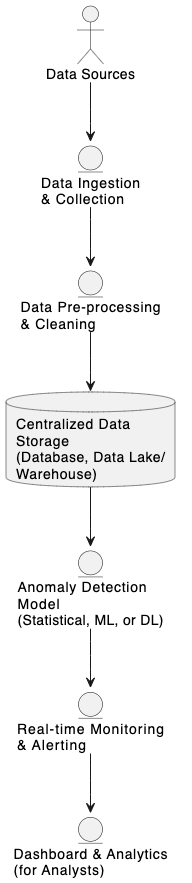 Data Sources
Data Ingestion
& Collection
Data Pre-processing
& Cleaning
Centralized Data
Storage
(Database, Data Lake/
Warehouse)
Anomaly Detection
Model
(Statistical, ML, or DL)
Real-time Monitoring
& Alerting
Dashboard & Analytics
(for Analysts)